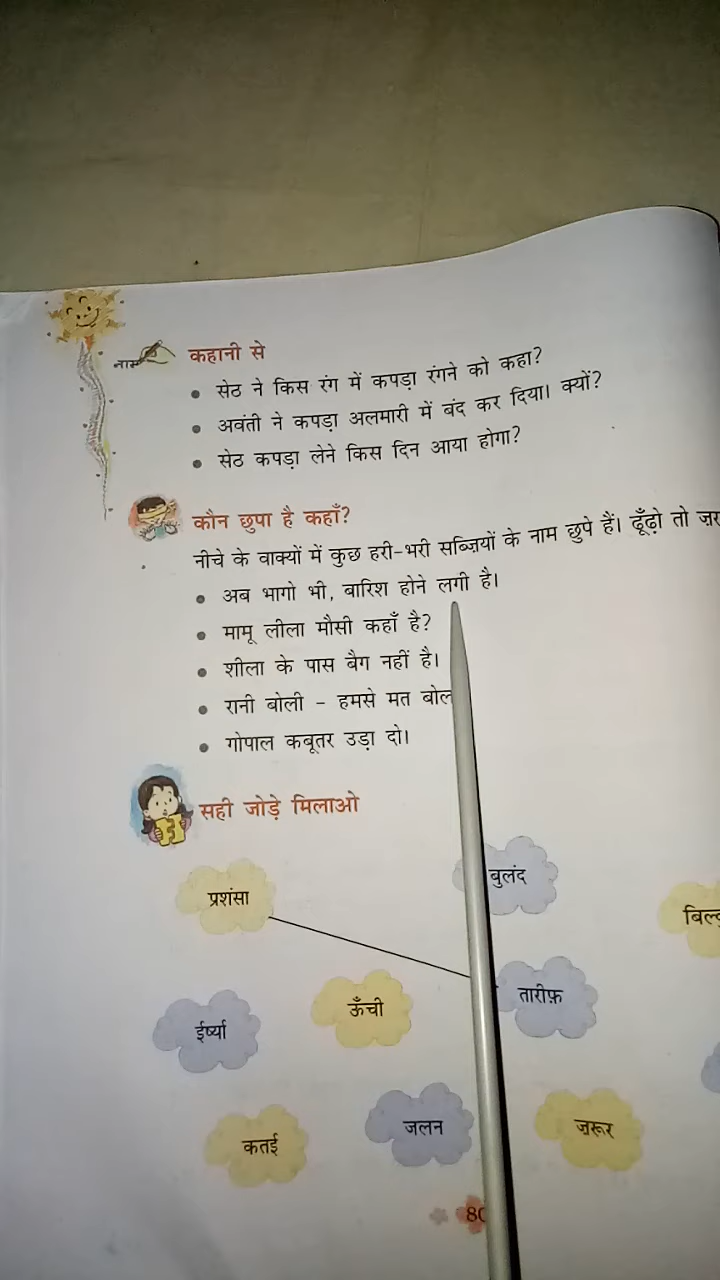 नाम
कहानी से
• सेठ ने किस रंग में कपड़ा रंगने को कहा?
• अवंती ने कपड़ा अलमारी में बंद कर दिया। क्यों?
• सेठ कपड़ा लेने किस दिन आया होगा?
कौन छुपा है कहाँ?
नीचे के वाक्यों में कुछ हरी-भरी सब्ज़ियों के नाम छुपे हैं। ढूँढ़ो तो
• अब भागो भी, बारिश होने लगी है।
• मामू लीला मौसी कहाँ है?
• शीला के पास बैग नहीं है।
• रानी बोली - हमसे मत बोल
• गोपाल कबूतर उड़ा दो।
सही जोड़े मिलाओ
बुलंद
प्रशंसा
तारीफ़
ऊँची
ईर्ष्या
जलन
ज़रूर
कतई